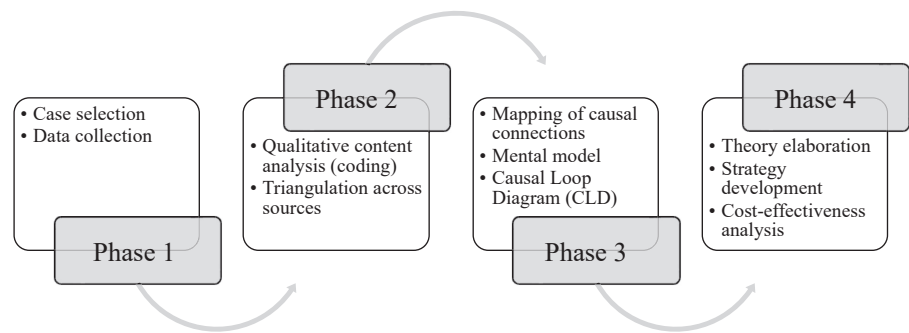 • Case selection
• Data collection
Phase 1
Phase 2
• Qualitative content
analysis (coding)
• Triangulation across
sources
• Mapping of causal
connections
• Mental model
• Causal Loop
Diagram (CLD)
Phase 3
Phase 4
• Theory elaboration
• Strategy
development
• Cost-effectiveness
analysis